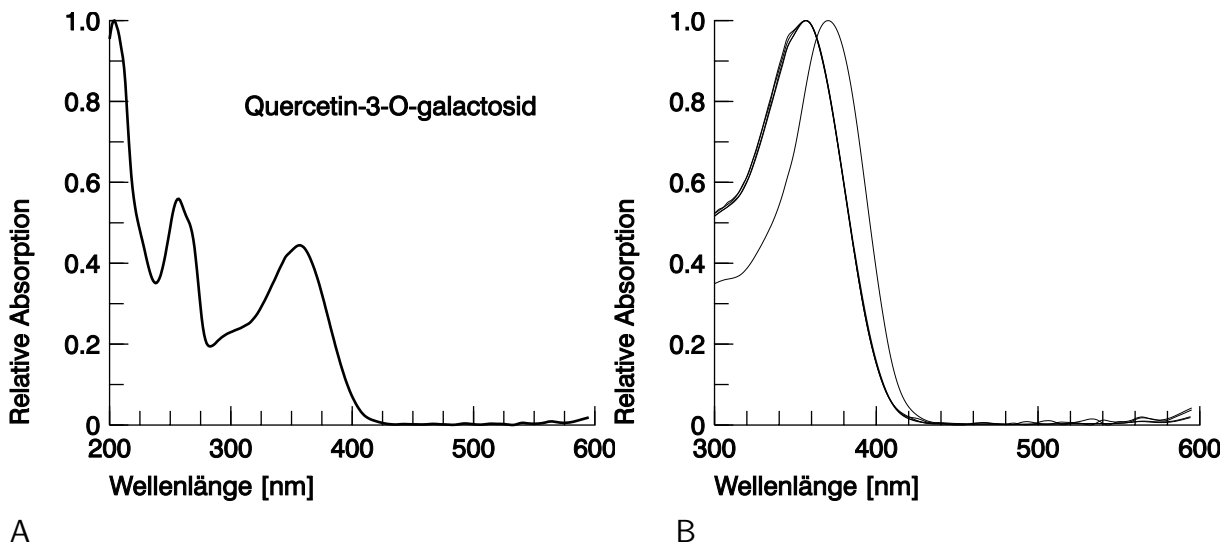 1.0
0.8
0.6
0.4
0.2
0
Relative Absorption
Quercetin-3-O-galactosid
200 300 400 500 600
Wellenlänge [nm]
A
1.0
0.8
0.6
0.4
0.2
0
Relative Absorption
300 400 500 600
Wellenlänge [nm]
B